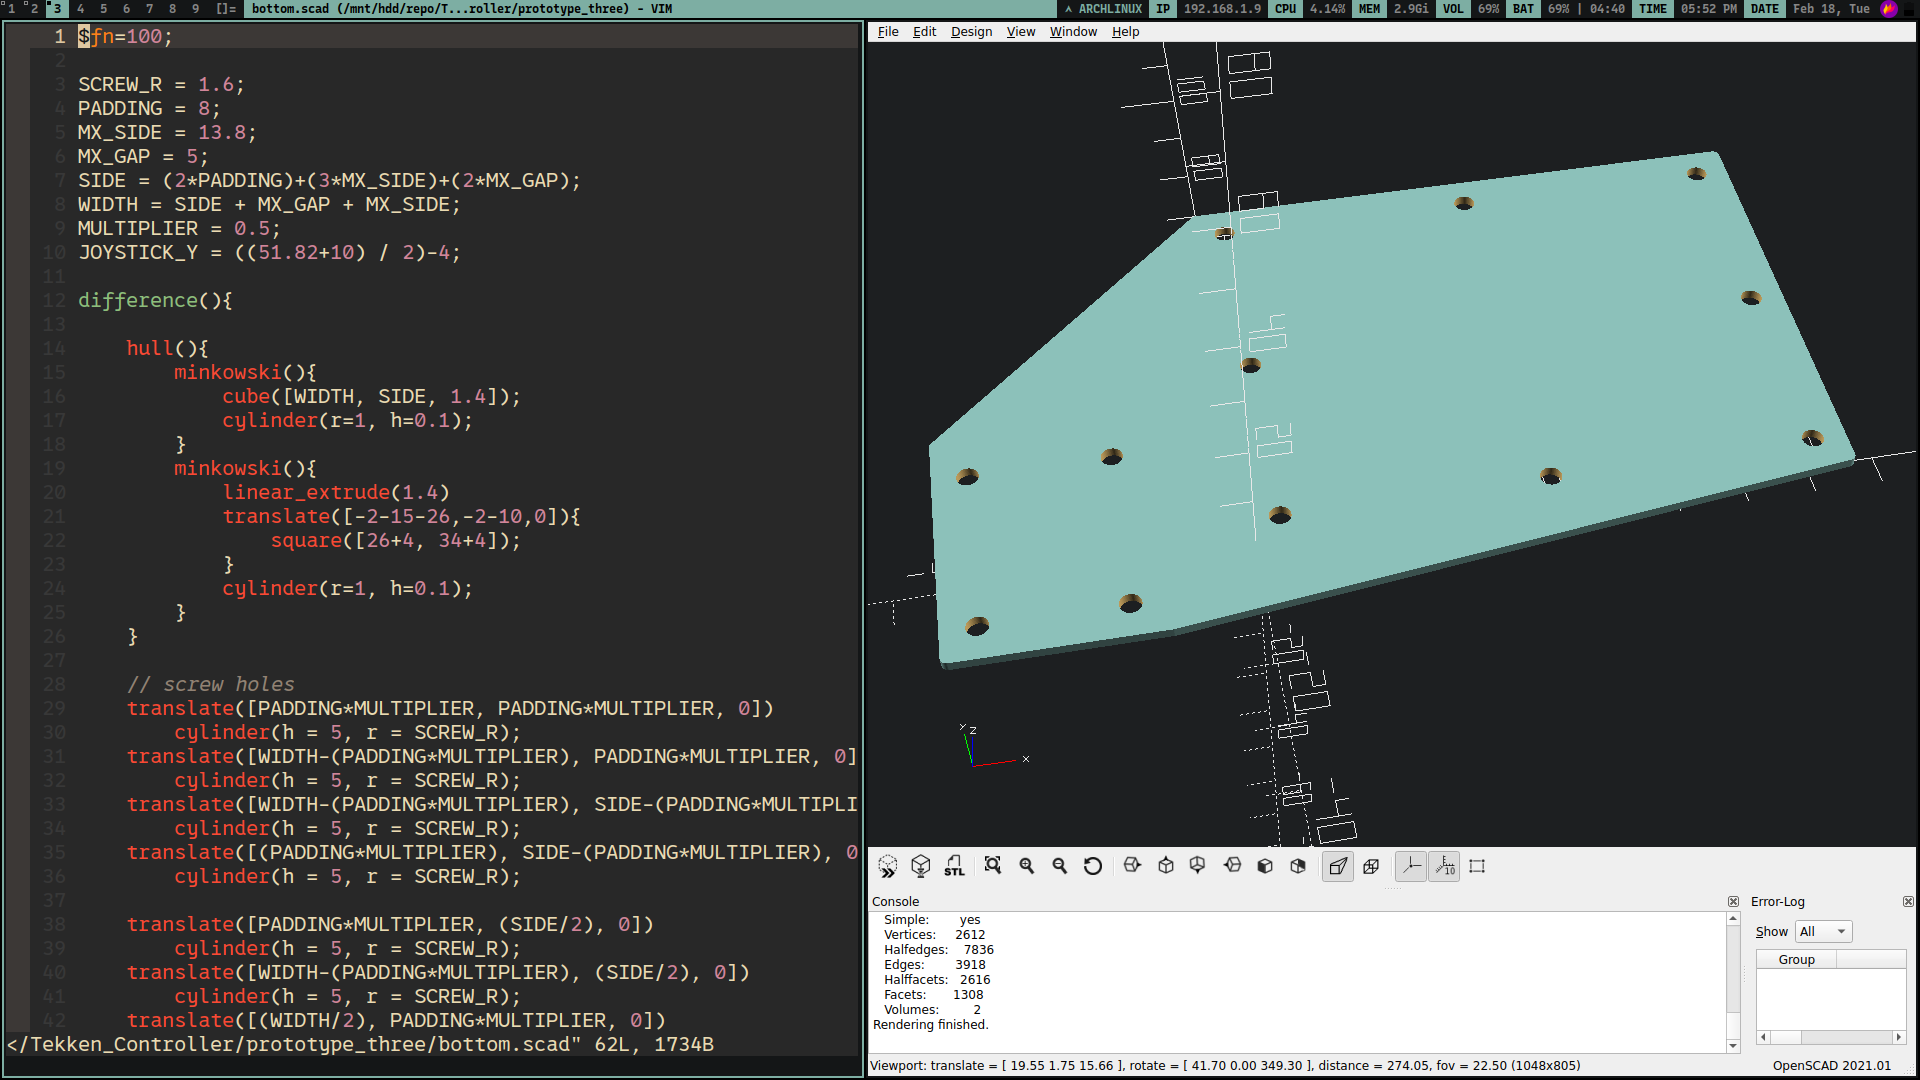 1 2 3 4 5 6 7 8 9 []= bottom.scad (/mnt/hdd/repo/T...roller/prototype_three) - VIM
ARCHLINUX IP 192.168.1.9 CPU 4.14% MEM 2.9Gi VOL 69% BAT 69% | 04:40 TIME 05:52 PM DATE Feb 18, Tue
1 $fn=100;
2
3 SCREW_R = 1.6;
4 PADDING = 8;
5 MX_SIDE = 13.8;
6 MX_GAP = 5;
7 SIDE = (2*PADDING)+(3*MX_SIDE)+(2*MX_GAP);
8 WIDTH = SIDE + MX_GAP + MX_SIDE;
9 MULTIPLIER = 0.5;
10 JOYSTICK_Y = ((51.82+10) / 2)-4;
11
12 difference(){
13
14 hull(){
15 minkowski(){
16 cube([WIDTH, SIDE, 1.4]);
17 cylinder(r=1, h=0.1);
18 }
19 minkowski(){
20 linear_extrude(1.4)
21 translate([-2-15-26,-2-10,0]){
22 square([26+4, 34+4]);
23 }
24 cylinder(r=1, h=0.1);
25 }
26 }
27
28 // screw holes
29 translate([PADDING*MULTIPLIER, PADDING*MULTIPLIER, 0])
30 cylinder(h = 5, r = SCREW_R);
31 translate([WIDTH-(PADDING*MULTIPLIER), PADDING*MULTIPLIER, 0]
32 cylinder(h = 5, r = SCREW_R);
33 translate([WIDTH-(PADDING*MULTIPLIER), SIDE-(PADDING*MULTIPLI
34 cylinder(h = 5, r = SCREW_R);
35 translate([(PADDING*MULTIPLIER), SIDE-(PADDING*MULTIPLIER), 0
36 cylinder(h = 5, r = SCREW_R);
37
38 translate([PADDING*MULTIPLIER, (SIDE/2), 0])
39 cylinder(h = 5, r = SCREW_R);
40 translate([WIDTH-(PADDING*MULTIPLIER), (SIDE/2), 0])
41 cylinder(h = 5, r = SCREW_R);
42 translate([(WIDTH/2), PADDING*MULTIPLIER, 0])
</Tekken_Controller/prototype_three/bottom.scad" 62L, 1734B
File Edit Design View Window Help
Y Z
X
STL
10
Console
Simple: yes
Vertices: 2612
Halfedges: 7836
Edges: 3918
Halffacets: 2616
Facets: 1308
Volumes: 2
Rendering finished.
Error-Log
Show All
Group
Viewport: translate = [ 19.55 1.75 15.66 ], rotate = [ 41.70 0.00 349.30 ], distance = 274.05, fov = 22.50 (1048x805)
OpenSCAD 2021.01